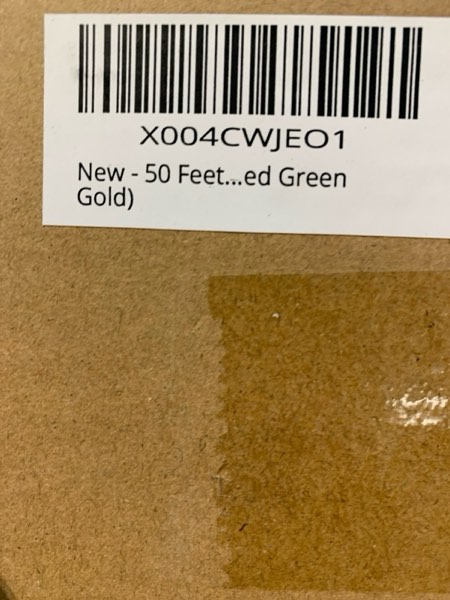 X004CWJEO1
New - 50 Feet...ed Green
Gold)